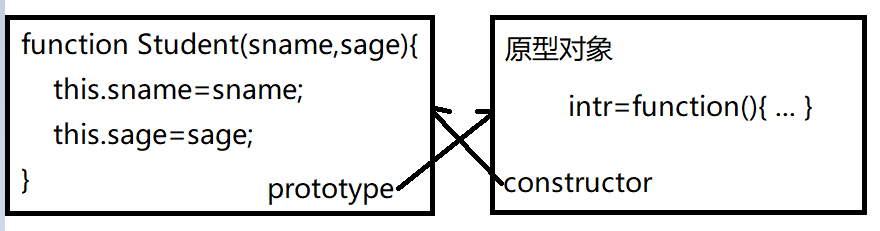 function Student(sname,sage){
this.sname=sname;
this.sage=sage;
}
prototype
原型对象
intr=function(){ ... }
constructor